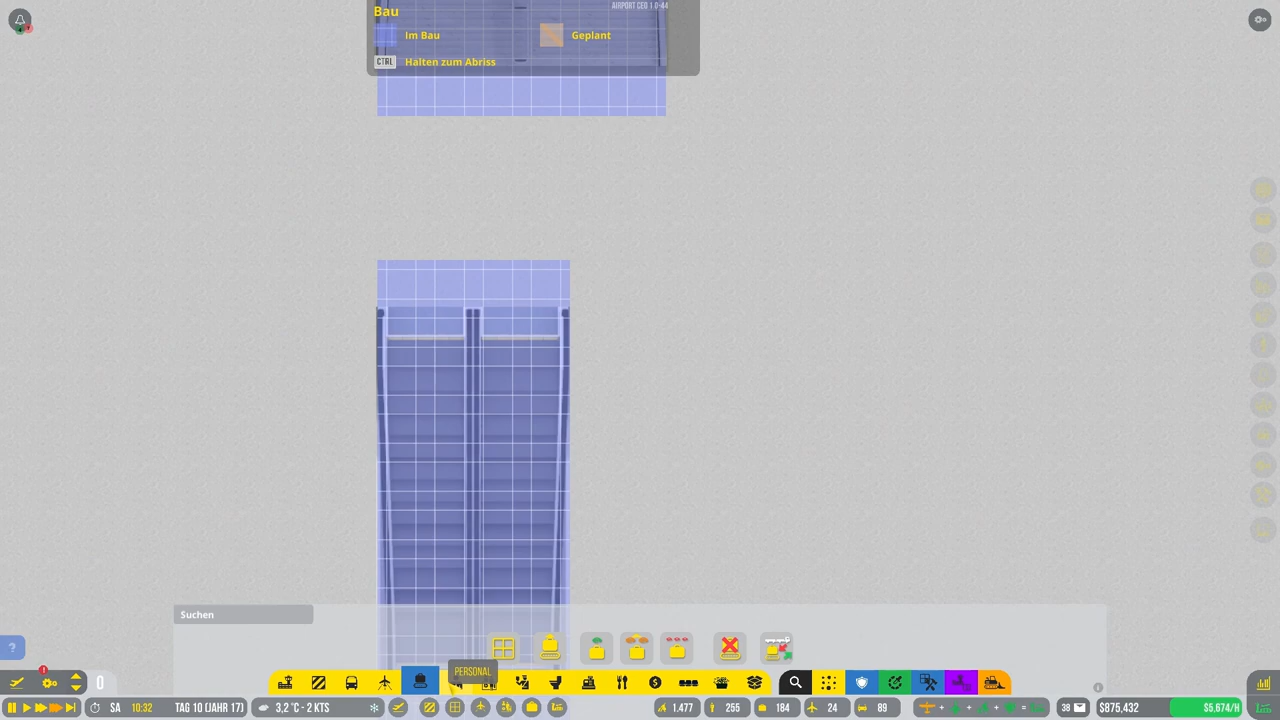 AIRPORT CEO 1.0-44
Bau
Im Bau
Geplant
CTRL
Halten zum Abriss
Suchen
?
PERSONAL
!
0
SA 10:32 TAG 10 (JAHR 17)
3,2 °C - 2 KTS
1.477
255
184
24
89
38
$875,432
$5,674/H